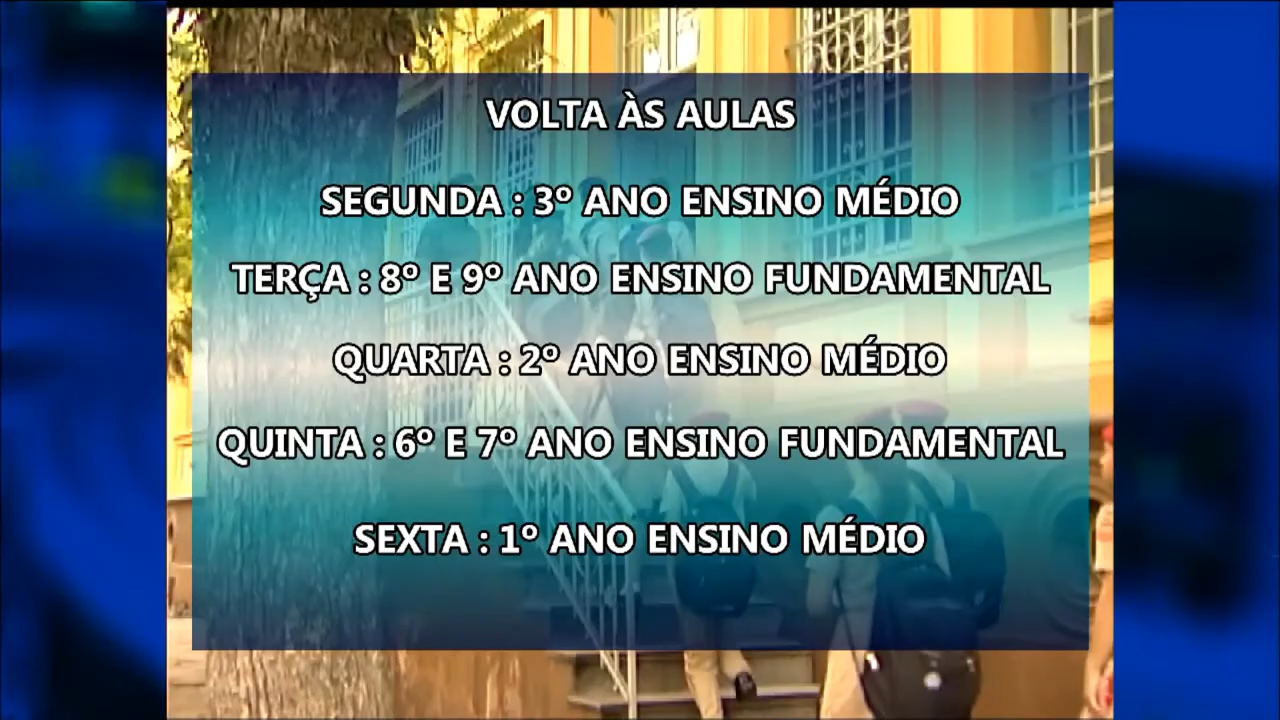 VOLTA ÀS AULAS
SEGUNDA : 3º ANO ENSINO MÉDIO
TERÇA : 8º E 9º ANO ENSINO FUNDAMENTAL
QUARTA : 2º ANO ENSINO MÉDIO
QUINTA : 6º E 7º ANO ENSINO FUNDAMENTAL
SEXTA : 1º ANO ENSINO MÉDIO